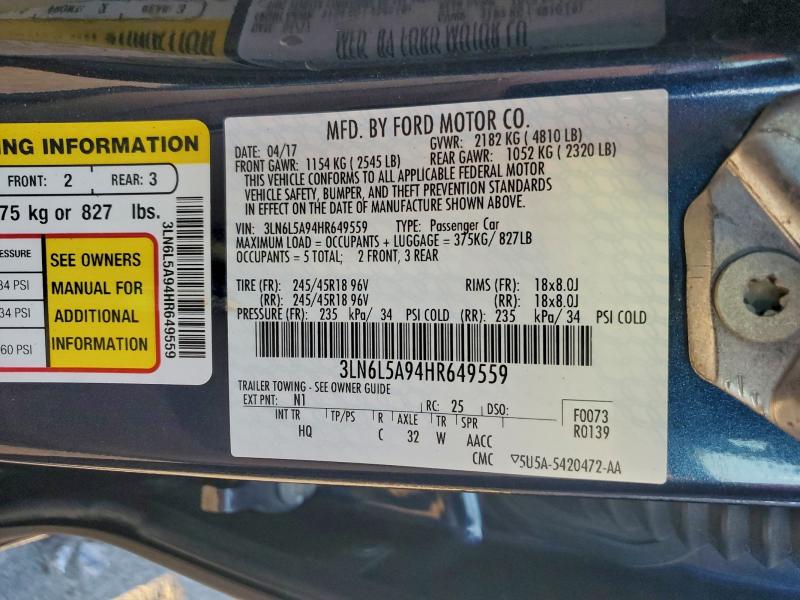 NG INFORMATION
FRONT: 2 REAR: 3
75 kg or 827 lbs.
ESSURE
34 PSI
34 PSI
60 PSI
SEE OWNERS
MANUAL FOR
ADDITIONAL
INFORMATION
3LN6L5A94HR649559
MFD. BY FORD MOTOR CO.
DATE: 04/17 GVWR: 2182 KG ( 4810 LB)
FRONT GAWR: 1154 KG ( 2545 LB) REAR GAWR: 1052 KG ( 2320 LB)
THIS VEHICLE CONFORMS TO ALL APPLICABLE FEDERAL MOTOR
VEHICLE SAFETY, BUMPER, AND THEFT PREVENTION STANDARDS
IN EFFECT ON THE DATE OF MANUFACTURE SHOWN ABOVE.
VIN: 3LN6L5A94HR649559 TYPE: Passenger Car
MAXIMUM LOAD = OCCUPANTS + LUGGAGE = 375KG/ 827LB
OCCUPANTS = 5 TOTAL; 2 FRONT, 3 REAR
TIRE (FR): 245/45R18 96V RIMS (FR): 18x8.0J
(RR): 245/45R18 96V (RR): 18x8.0J
PRESSURE (FR): 235 kPa/ 34 PSI COLD (RR): 235 kPa/ 34 PSI COLD
3LN6L5A94HR649559
TRAILER TOWING - SEE OWNER GUIDE
EXT PNT: N1 RC: 25 DSO:
INT TR TP/PS R AXLE TR SPR F0073
HQ C 32 W AACC R0139
CMC ▽5U5A-5420472-AA